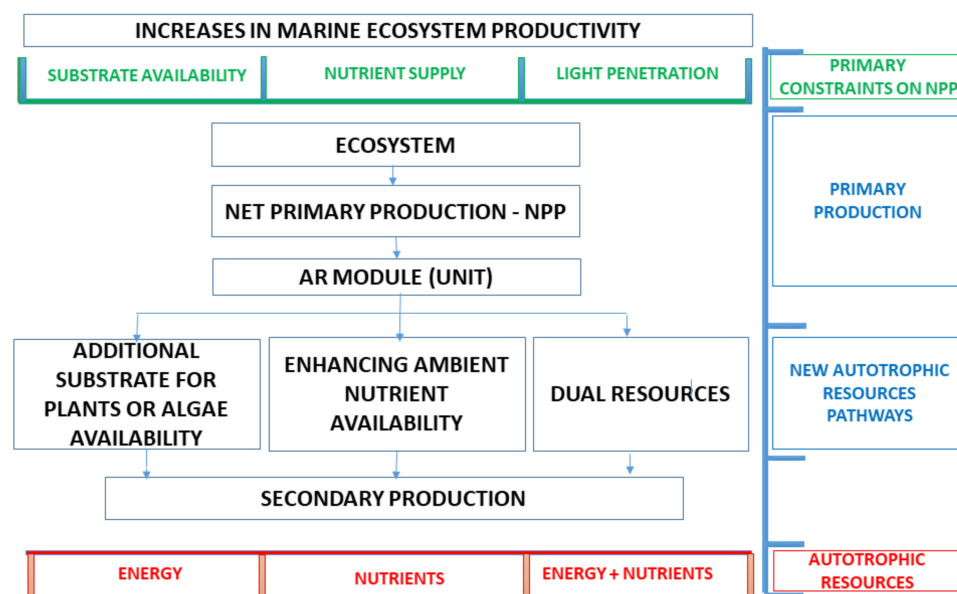 INCREASES IN MARINE ECOSYSTEM PRODUCTIVITY
SUBSTRATE AVAILABILITY
NUTRIENT SUPPLY
LIGHT PENETRATION
PRIMARY
CONSTRAINTS ON NPP
ECOSYSTEM
NET PRIMARY PRODUCTION - NPP
AR MODULE (UNIT)
PRIMARY
PRODUCTION
ADDITIONAL
SUBSTRATE FOR
PLANTS OR ALGAE
AVAILABILITY
ENHANCING AMBIENT
NUTRIENT
AVAILABILITY
DUAL RESOURCES
NEW AUTOTROPHIC
RESOURCES
PATHWAYS
SECONDARY PRODUCTION
ENERGY
NUTRIENTS
ENERGY + NUTRIENTS
AUTOTROPHIC
RESOURCES